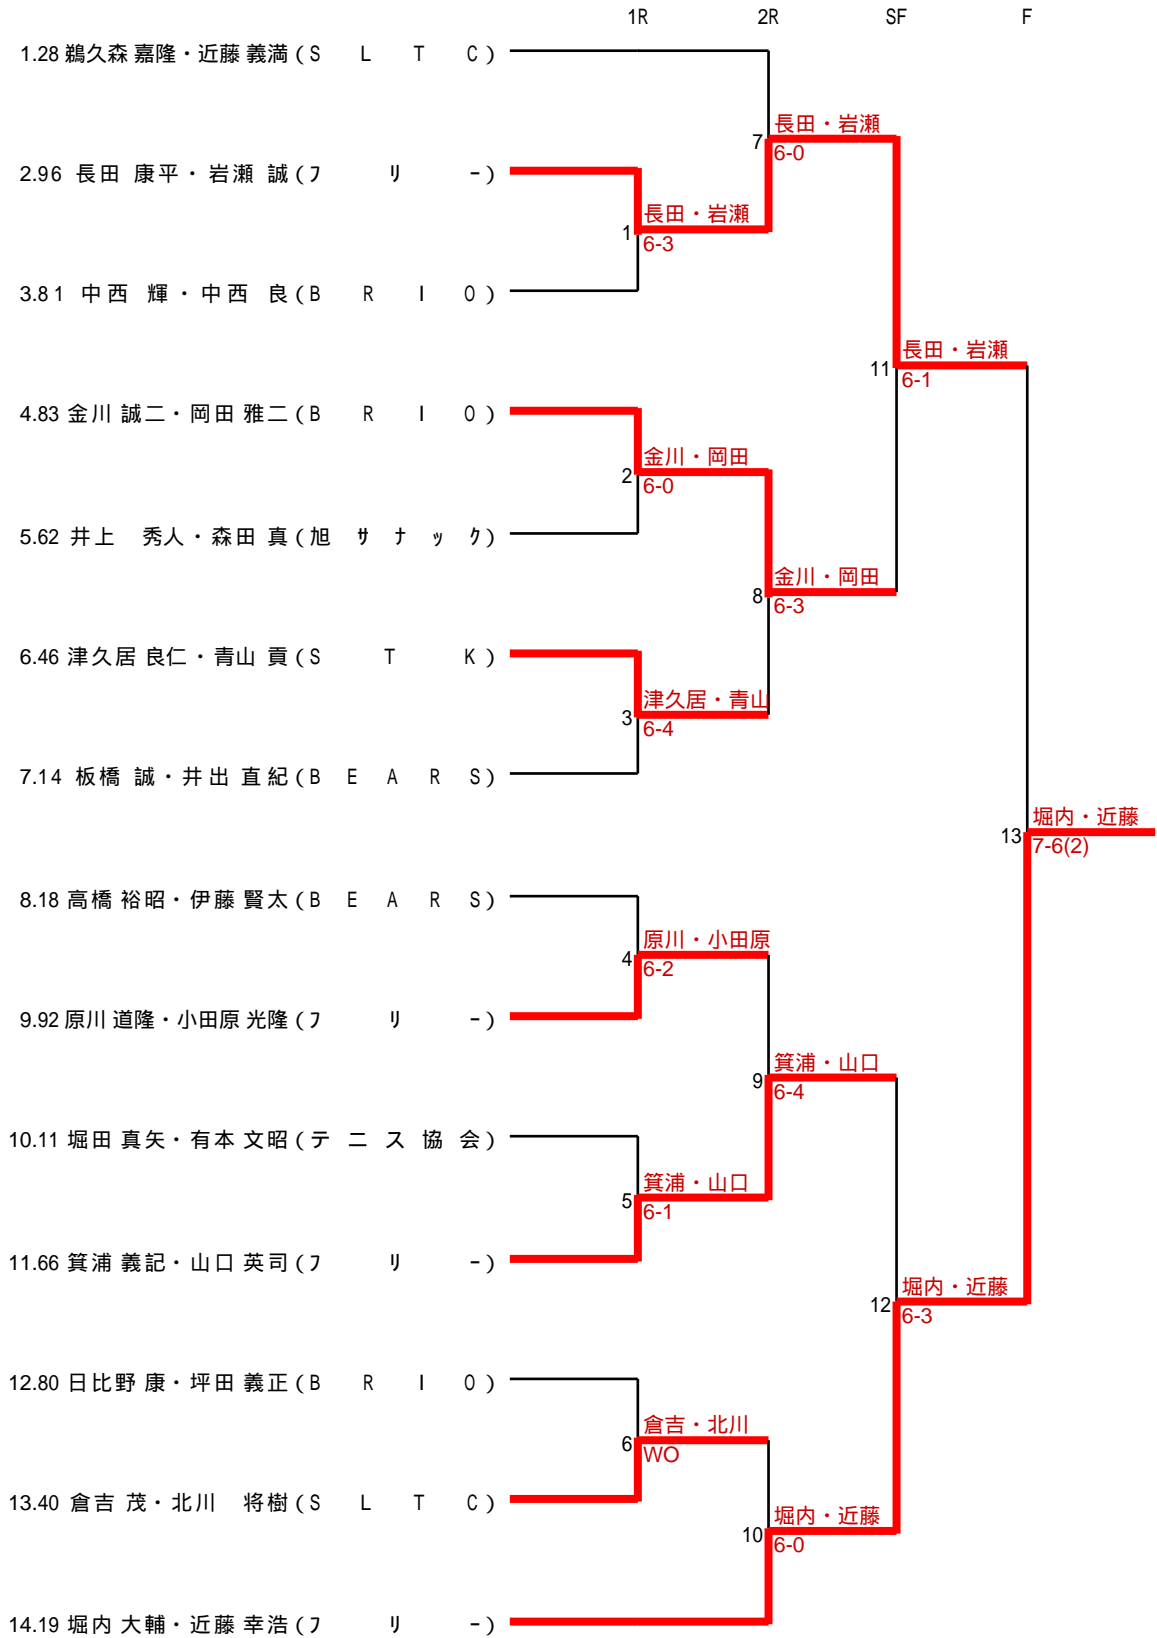 1R 2R SF F
1.28 鵜久森 嘉隆・近藤 義満(S L T C)
長田・岩瀬
7
6-0
2.96 長田 康平・岩瀬 誠(フ リ ー)
長田・岩瀬
1
6-3
3.81 中西 輝・中西 良(B R I O)
長田・岩瀬
11
6-1
4.83 金川 誠二・岡田 雅二(B R I O)
金川・岡田
2
6-0
5.62 井上 秀人・森田 真(旭 サ ナ ッ ク)
金川・岡田
8
6-3
6.46 津久居 良仁・青山 貢(S T K)
津久居・青山
3
6-4
7.14 板橋 誠・井出 直紀(B E A R S)
堀内・近藤
13
7-6(2)
8.18 高橋 裕昭・伊藤 賢太(B E A R S)
原川・小田原
4
6-2
9.92 原川 道隆・小田原 光隆(フ リ ー)
箕浦・山口
9
6-4
10.11 堀田 真矢・有本 文昭(テ ニ ス 協 会)
箕浦・山口
5
6-1
11.66 箕浦 義記・山口 英司(フ リ ー)
堀内・近藤
12
6-3
12.80 日比野 康・坪田 義正(B R I O)
倉吉・北川
6
WO
13.40 倉吉 茂・北川 将樹(S L T C)
堀内・近藤
10
6-0
14.19 堀内 大輔・近藤 幸浩(フ リ ー)